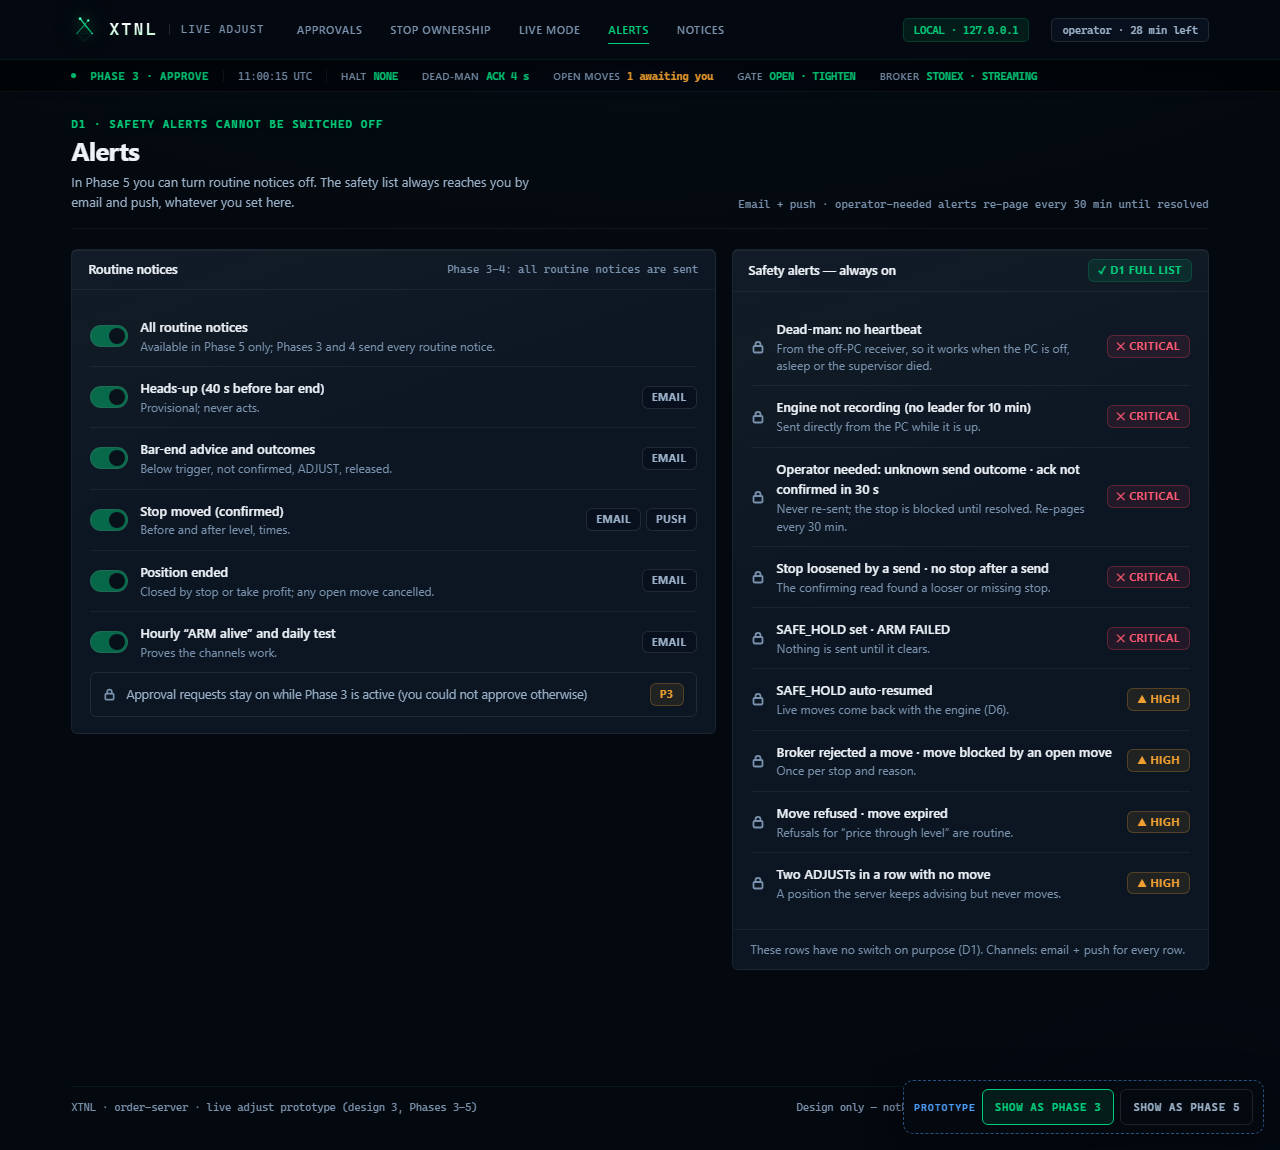 XTNL
LIVE ADJUST
APPROVALS
STOP OWNERSHIP
LIVE MODE
ALERTS
NOTICES
LOCAL · 127.0.0.1
operator · 28 min left
PHASE 3 · APPROVE
11:00:15 UTC
HALT NONE
DEAD-MAN ACK 4 s
OPEN MOVES 1 awaiting you
GATE OPEN · TIGHTEN
BROKER STONEX · STREAMING
D1 · SAFETY ALERTS CANNOT BE SWITCHED OFF
Alerts
In Phase 5 you can turn routine notices off. The safety list always reaches you by
email and push, whatever you set here.
Email + push · operator-needed alerts re-page every 30 min until resolved
Routine notices
Phase 3–4: all routine notices are sent
All routine notices
Available in Phase 5 only; Phases 3 and 4 send every routine notice.
Heads-up (40 s before bar end)
Provisional; never acts.
EMAIL
Bar-end advice and outcomes
Below trigger, not confirmed, ADJUST, released.
EMAIL
Stop moved (confirmed)
Before and after level, times.
EMAIL
PUSH
Position ended
Closed by stop or take profit; any open move cancelled.
EMAIL
Hourly “ARM alive” and daily test
Proves the channels work.
EMAIL
Approval requests stay on while Phase 3 is active (you could not approve otherwise)
P3
Safety alerts — always on
✓ D1 FULL LIST
Dead-man: no heartbeat
From the off-PC receiver, so it works when the PC is off,
asleep or the supervisor died.
✕ CRITICAL
Engine not recording (no leader for 10 min)
Sent directly from the PC while it is up.
✕ CRITICAL
Operator needed: unknown send outcome · ack not
confirmed in 30 s
Never re-sent; the stop is blocked until resolved. Re-pages
every 30 min.
✕ CRITICAL
Stop loosened by a send · no stop after a send
The confirming read found a looser or missing stop.
✕ CRITICAL
SAFE_HOLD set · ARM FAILED
Nothing is sent until it clears.
✕ CRITICAL
SAFE_HOLD auto-resumed
Live moves come back with the engine (D6).
▲ HIGH
Broker rejected a move · move blocked by an open move
Once per stop and reason.
▲ HIGH
Move refused · move expired
Refusals for “price through level” are routine.
▲ HIGH
Two ADJUSTs in a row with no move
A position the server keeps advising but never moves.
▲ HIGH
These rows have no switch on purpose (D1). Channels: email + push for every row.
XTNL · order-server · live adjust prototype (design 3, Phases 3–5)
Design only —
PROTOTYPE
SHOW AS PHASE 3
SHOW AS PHASE 5